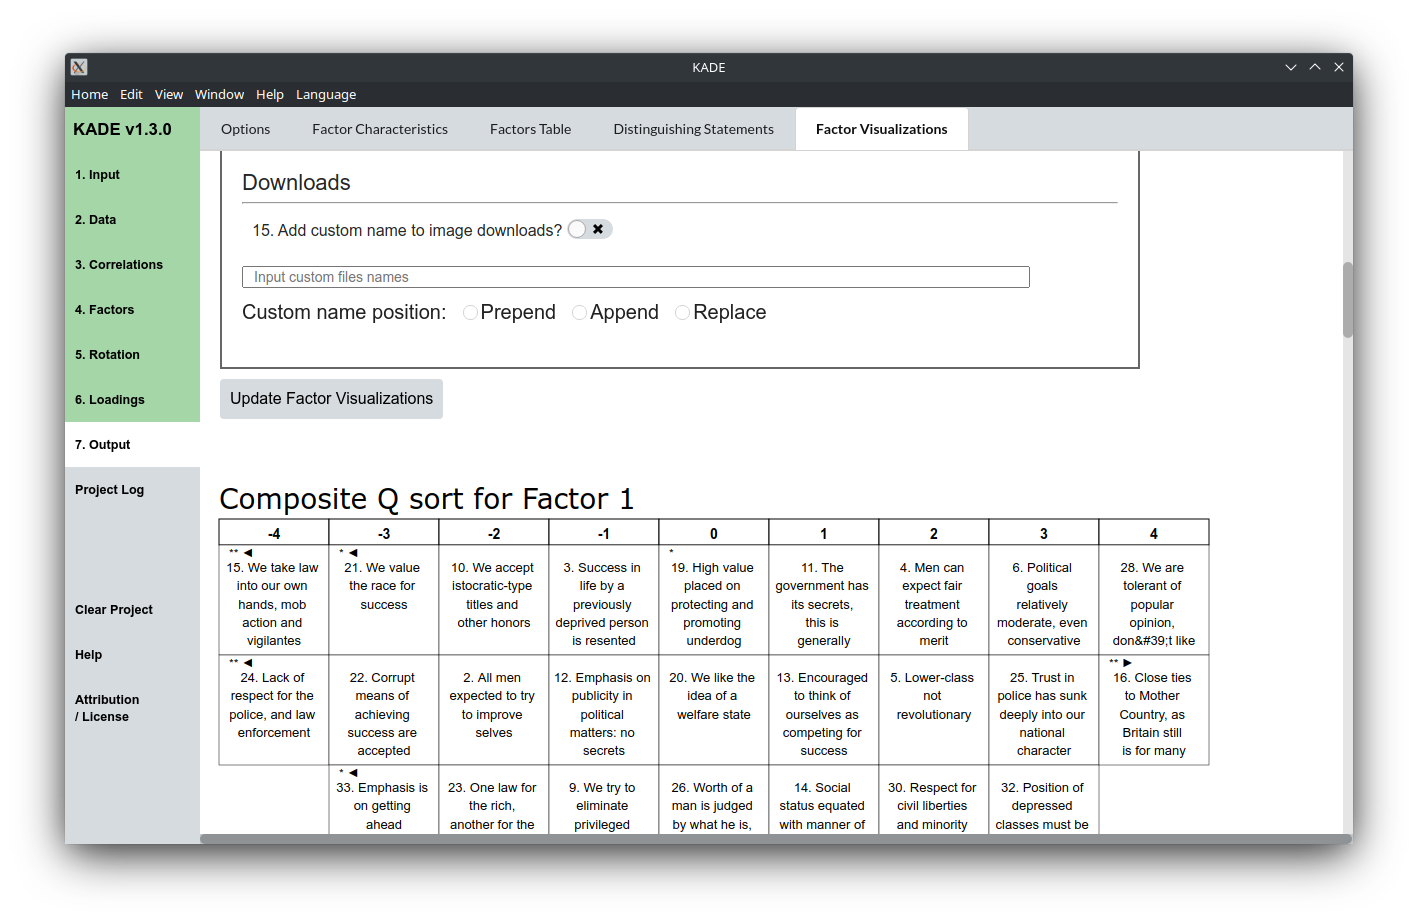 KADE
Home Edit View Window Help Language
KADE v1.3.0
Options Factor Characteristics Factors Table Distinguishing Statements Factor Visualizations
1. Input
2. Data
3. Correlations
4. Factors
5. Rotation
6. Loadings
7. Output
Project Log
Clear Project
Help
Attribution
/ License
Downloads
15. Add custom name to image downloads?
Input custom files names
Custom name position: Prepend Append Replace
Update Factor Visualizations
Composite Q sort for Factor 1
-4 -3 -2 -1 0 1 2 3 4
** ◀
15. We take law
into our own
hands, mob
action and
vigilantes
* ◀
21. We value
the race for
success
10. We accept
istocratic-type
titles and
other honors
3. Success in
life by a
previously
deprived person
is resented
*
19. High value
placed on
protecting and
promoting
underdog
11. The
government has
its secrets,
this is
generally
4. Men can
expect fair
treatment
according to
merit
6. Political
goals
relatively
moderate, even
conservative
28. We are
tolerant of
popular
opinion,
don&#39;t like
** ◀
24. Lack of
respect for the
police, and law
enforcement
22. Corrupt
means of
achieving
success are
accepted
2. All men
expected to try
to improve
selves
12. Emphasis on
publicity in
political
matters: no
secrets
20. We like the
idea of a
welfare state
13. Encouraged
to think of
ourselves as
competing for
success
5. Lower-class
not
revolutionary
25. Trust in
police has sunk
deeply into our
national
character
** ▶
16. Close ties
to Mother
Country, as
Britain still
is for many
* ◀
33. Emphasis is
on getting
ahead
23. One law for
the rich,
another for the
9. We try to
eliminate
privileged
26. Worth of a
man is judged
by what he is,
14. Social
status equated
with manner of
30. Respect for
civil liberties
and minority
32. Position of
depressed
classes must be